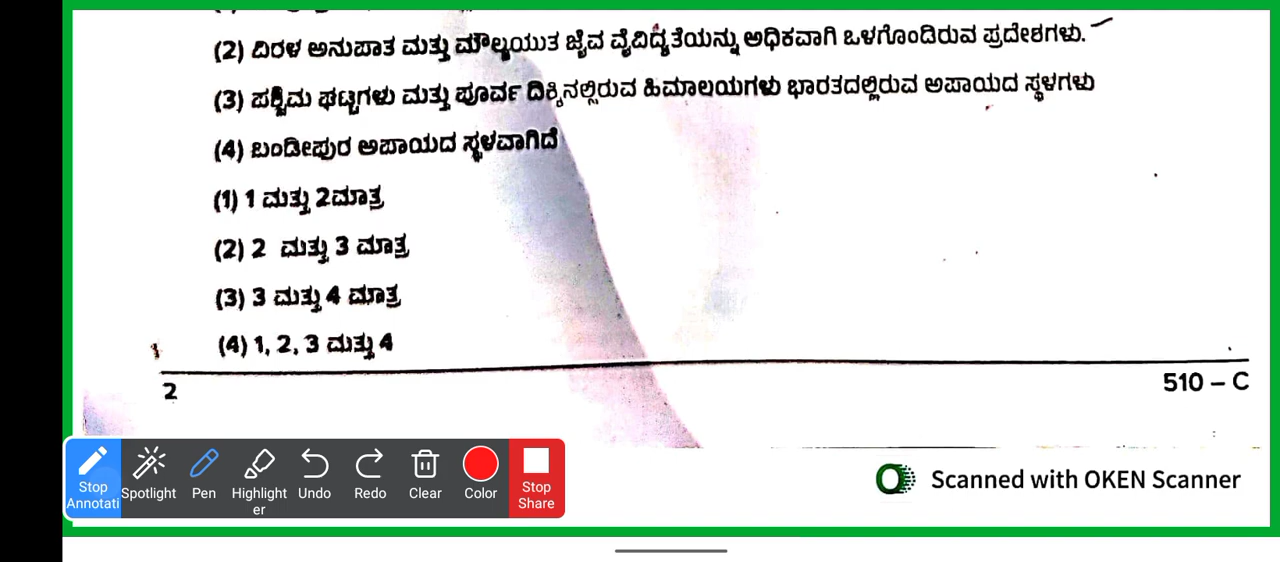 (2) ವಿರಳ ಅನುಪಾತ ಮತ್ತು ಮೌಲ್ಯಯುತ ಜೈವ ವೈವಿಧ್ಯತೆಯನ್ನು ಅಧಿಕವಾಗಿ ಒಳಗೊಂಡಿರುವ ಪ್ರದೇಶಗಳು.
(3) ಪಶ್ಚಿಮ ಘಟ್ಟಗಳು ಮತ್ತು ಪೂರ್ವ ದಿಕ್ಕಿನಲ್ಲಿರುವ ಹಿಮಾಲಯಗಳು ಭಾರತದಲ್ಲಿರುವ ಅಪಾಯದ ಸ್ಥಳಗಳು
(4) ಬಂಡೀಪುರ ಅಪಾಯದ ಸ್ಥಳವಾಗಿದೆ
(1) 1 ಮತ್ತು 2ಮಾತ್ರ
(2) 2 ಮತ್ತು 3 ಮಾತ್ರ
(3) 3 ಮತ್ತು 4 ಮಾತ್ರ
(4) 1, 2, 3 ಮತ್ತು 4
2
510 – C
Stop Annotati
Spotlight
Pen
Highlight
er
Undo
Redo
Clear
Color
Stop
Share
Scanned with OKEN Scanner